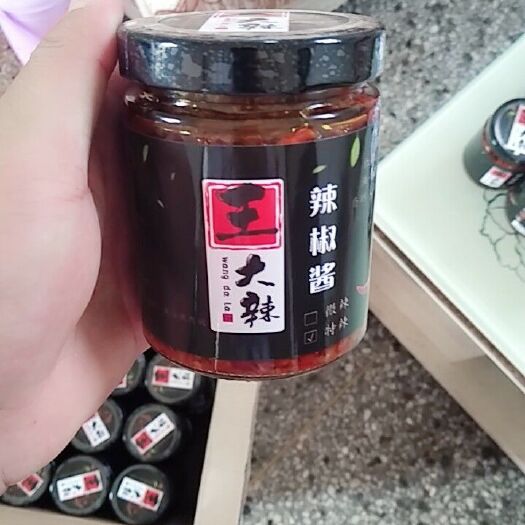 王大辣
wang da la
辣椒酱
□ 微辣
☑ 特辣